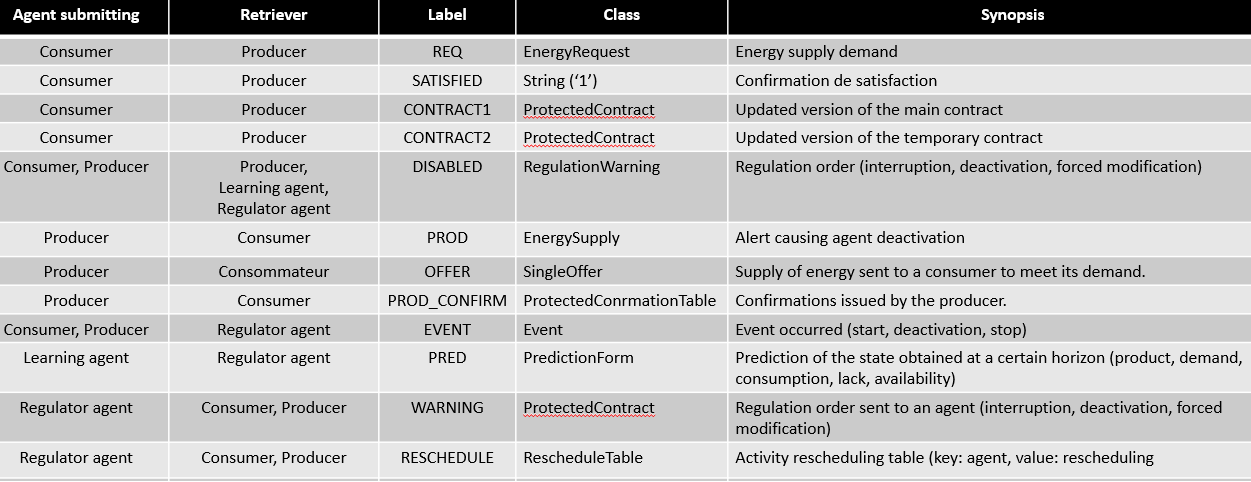 Agent submitting Retriever Label Class Synopsis
Consumer Producer REQ EnergyRequest Energy supply demand
Consumer Producer SATISFIED String (‘1’) Confirmation de satisfaction
Consumer Producer CONTRACT1 ProtectedContract Updated version of the main contract
Consumer Producer CONTRACT2 ProtectedContract Updated version of the temporary contract
Consumer, Producer Producer, DISABLED RegulationWarning Regulation order (interruption, deactivation, forced modification)
Learning agent,
Regulator agent
Producer Consumer PROD EnergySupply Alert causing agent deactivation
Producer Consommateur OFFER SingleOffer Supply of energy sent to a consumer to meet its demand.
Producer Consumer PROD_CONFIRM ProtectedConrmationTable Confirmations issued by the producer.
Consumer, Producer Regulator agent EVENT Event Event occurred (start, deactivation, stop)
Learning agent Regulator agent PRED PredictionForm Prediction of the state obtained at a certain horizon (product, demand,
consumption, lack, availability)
Regulator agent Consumer, Producer WARNING ProtectedContract Regulation order sent to an agent (interruption, deactivation, forced
modification)
Regulator agent Consumer, Producer RESCHEDULE RescheduleTable Activity rescheduling table (key: agent, value: rescheduling